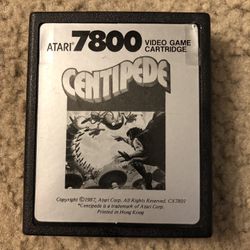 ATARI 7800 VIDEO GAME CARTRIDGE
CENTIPEDE
Copyright ©1987, Atari Corp. All Rights Reserved. CX7801
"Centipede is a trademark of Atari Corp.
Printed in Hong Kong